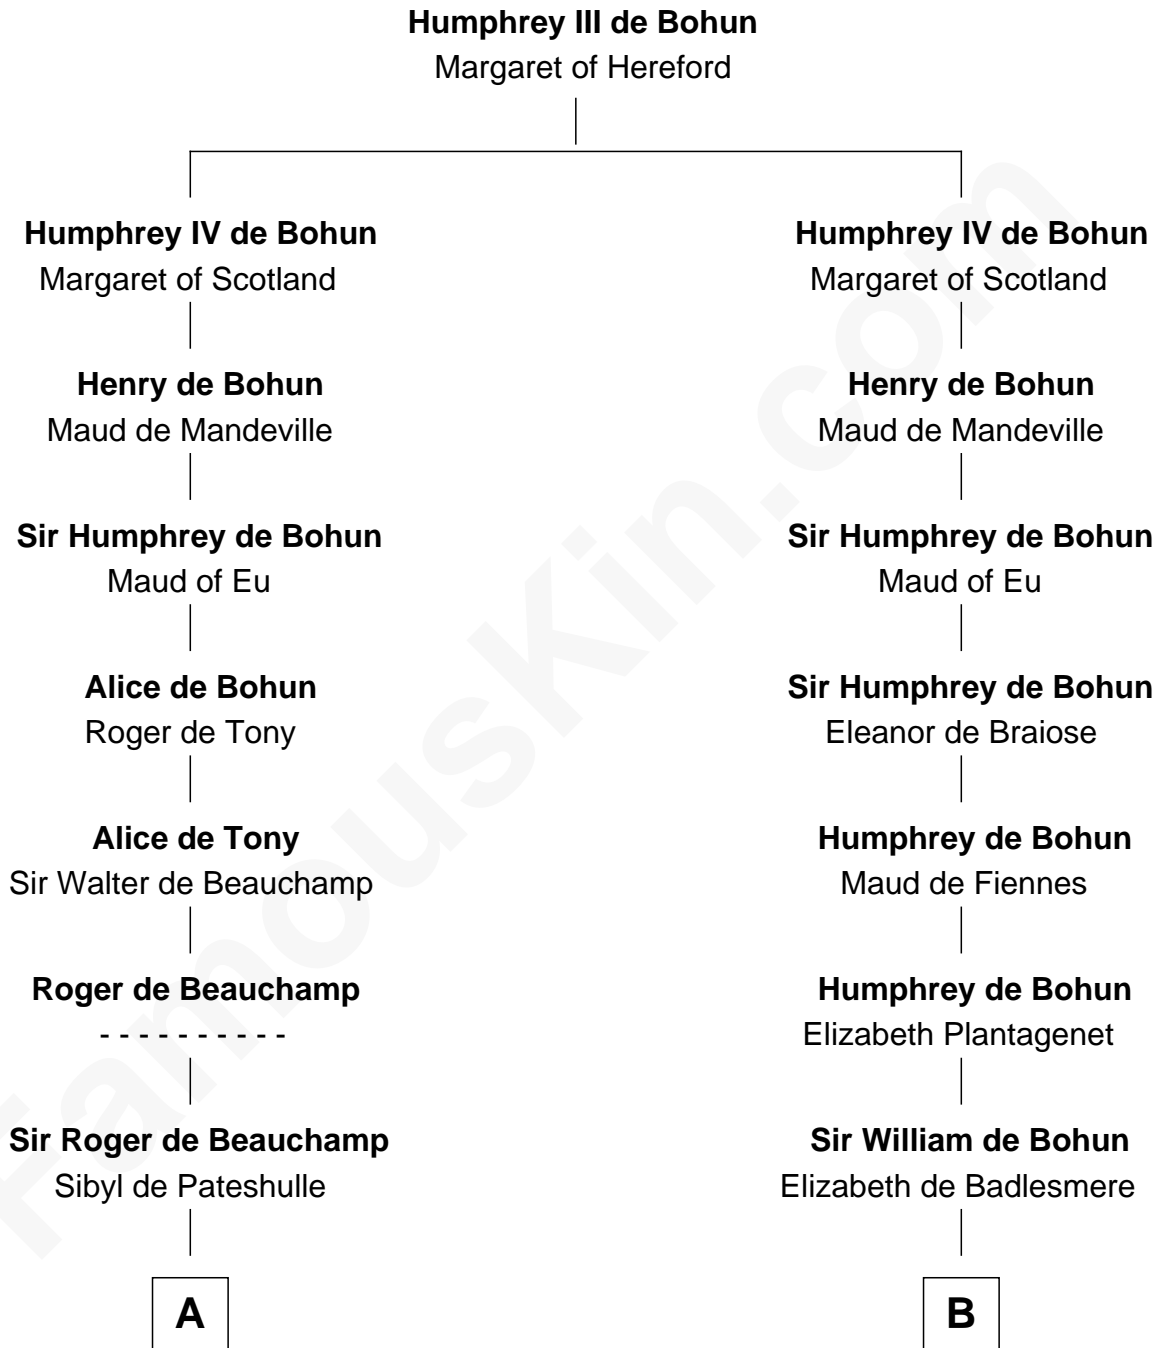 Humphrey III de Bohun
Margaret of Hereford
Humphrey IV de Bohun
Margaret of Scotland
Humphrey IV de Bohun
Margaret of Scotland
Henry de Bohun
Maud de Mandeville
Henry de Bohun
Maud de Mandeville
Sir Humphrey de Bohun
Maud of Eu
Sir Humphrey de Bohun
Maud of Eu
Alice de Bohun
Roger de Tony
Sir Humphrey de Bohun
Eleanor de Braiose
Alice de Tony
Sir Walter de Beauchamp
Humphrey de Bohun
Maud de Fiennes
Roger de Beauchamp
- - - - - - - - - -
Humphrey de Bohun
Elizabeth Plantagenet
Sir Roger de Beauchamp
Sibyl de Pateshulle
Sir William de Bohun
Elizabeth de Badlesmere
A
B
FamousKin.com